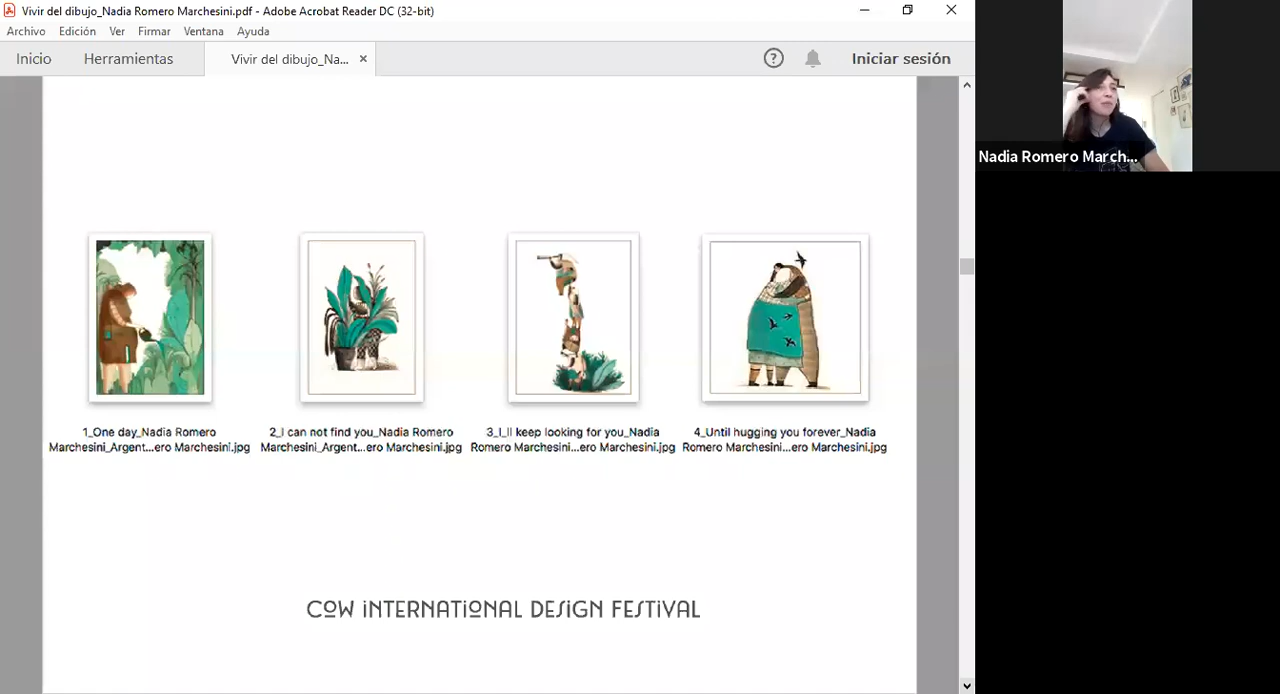 Vivir del dibujo_Nadia Romero Marchesini.pdf - Adobe Acrobat Reader DC (32-bit)
Archivo Edición Ver Firmar Ventana Ayuda
Inicio Herramientas Vivir del dibujo_Na... × Iniciar sesión
Nadia Romero March...
1_One day_Nadia Romero
Marchesini_Argent...ero Marchesini.jpg
2_I can not find you_Nadia Romero
Marchesini_Argent...ero Marchesini.jpg
3_I_ll keep looking for you_Nadia
Romero Marchesini...ero Marchesini.jpg
4_Until hugging you forever_Nadia
Romero Marchesini...ero Marchesini.jpg
COW INTERNATIONAL DESIGN FESTIVAL